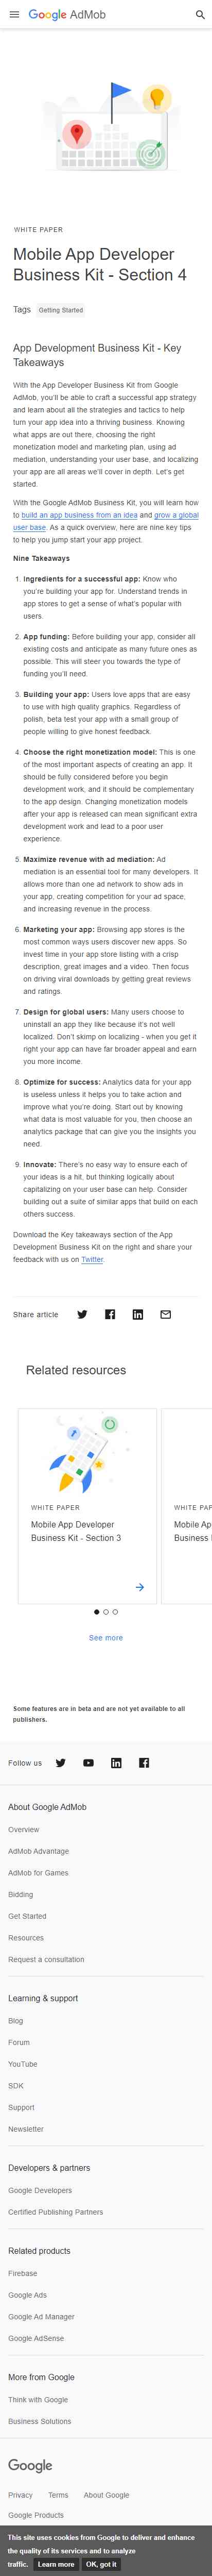 Google AdMob
WHITE PAPER
Mobile App Developer
Business Kit - Section 4
Tags Getting Started
App Development Business Kit - Key
Takeaways
With the App Developer Business Kit from Google
AdMob, you'll be able to craft a successful app strategy
and learn about all the strategies and tactics to help
turn your app idea into a thriving business. Knowing
what apps are out there, choosing the right
monetization model and marketing plan, using ad
mediation, understanding your user base, and localizing
your app are all areas we'll cover in depth. Let's get
started.
With the Google AdMob Business Kit, you will learn how
to build an app business from an idea and grow a global
user base. As a quick overview, here are nine key tips
to help you jump start your app project.
Nine Takeaways
1. Ingredients for a successful app: Know who
you're building your app for. Understand trends in
app stores to get a sense of what's popular with
users.
2. App funding: Before building your app, consider all
existing costs and anticipate as many future ones as
possible. This will steer you towards the type of
funding you'll need.
3. Building your app: Users love apps that are easy
to use with high quality graphics. Regardless of
polish, beta test your app with a small group of
people willing to give honest feedback.
4. Choose the right monetization model: This is one
of the most important aspects of creating an app. It
should be fully considered before you begin
development work, and it should be complementary
to the app design. Changing monetization models
after your app is released can mean significant extra
development work and lead to a poor user
experience.
5. Maximize revenue with ad mediation: Ad
mediation is an essential tool for many developers. It
allows more than one ad network to show ads in
your app, creating competition for your ad space,
and increasing revenue in the process.
6. Marketing your app: Browsing app stores is the
most common ways users discover new apps. So
invest time in your app store listing with a crisp
description, great images and a video. Then focus
on driving viral downloads by getting great reviews
and ratings.
7. Design for global users: Many users choose to
uninstall an app they like because it's not well
localized. Don't skimp on localizing - when you get it
right your app can have far broader appeal and earn
you more income.
8. Optimize for success: Analytics data for your app
is useless unless it helps you to take action and
improve what you're doing. Start out by knowing
what data is most valuable for you, then choose an
analytics package that can give you the insights you
need.
9. Innovate: There's no easy way to ensure each of
your ideas is a hit, but thinking logically about
capitalizing on your user base can help. Consider
building out a suite of similar apps that build on each
others success.
Download the Key takeaways section of the App
Development Business Kit on the right and share your
feedback with us on Twitter.
Share article
Related resources
WHITE PAPER
Mobile App Developer
Business Kit - Section 3
WHITE PAP
Mobile Ap
Business
See more
Some features are in beta and are not yet available to all
publishers.
Follow us
About Google AdMob
Overview
AdMob Advantage
AdMob for Games
Bidding
Get Started
Resources
Request a consultation
Learning & support
Blog
Forum
YouTube
SDK
Support
Newsletter
Developers & partners
Google Developers
Certified Publishing Partners
Related products
Firebase
Google Ads
Google Ad Manager
Google AdSense
More from Google
Think with Google
Business Solutions
Google
Privacy Terms About Google
Google Products
This site uses cookies from Google to deliver and enhance
the quality of its services and to analyze
traffic. Learn more OK, got it